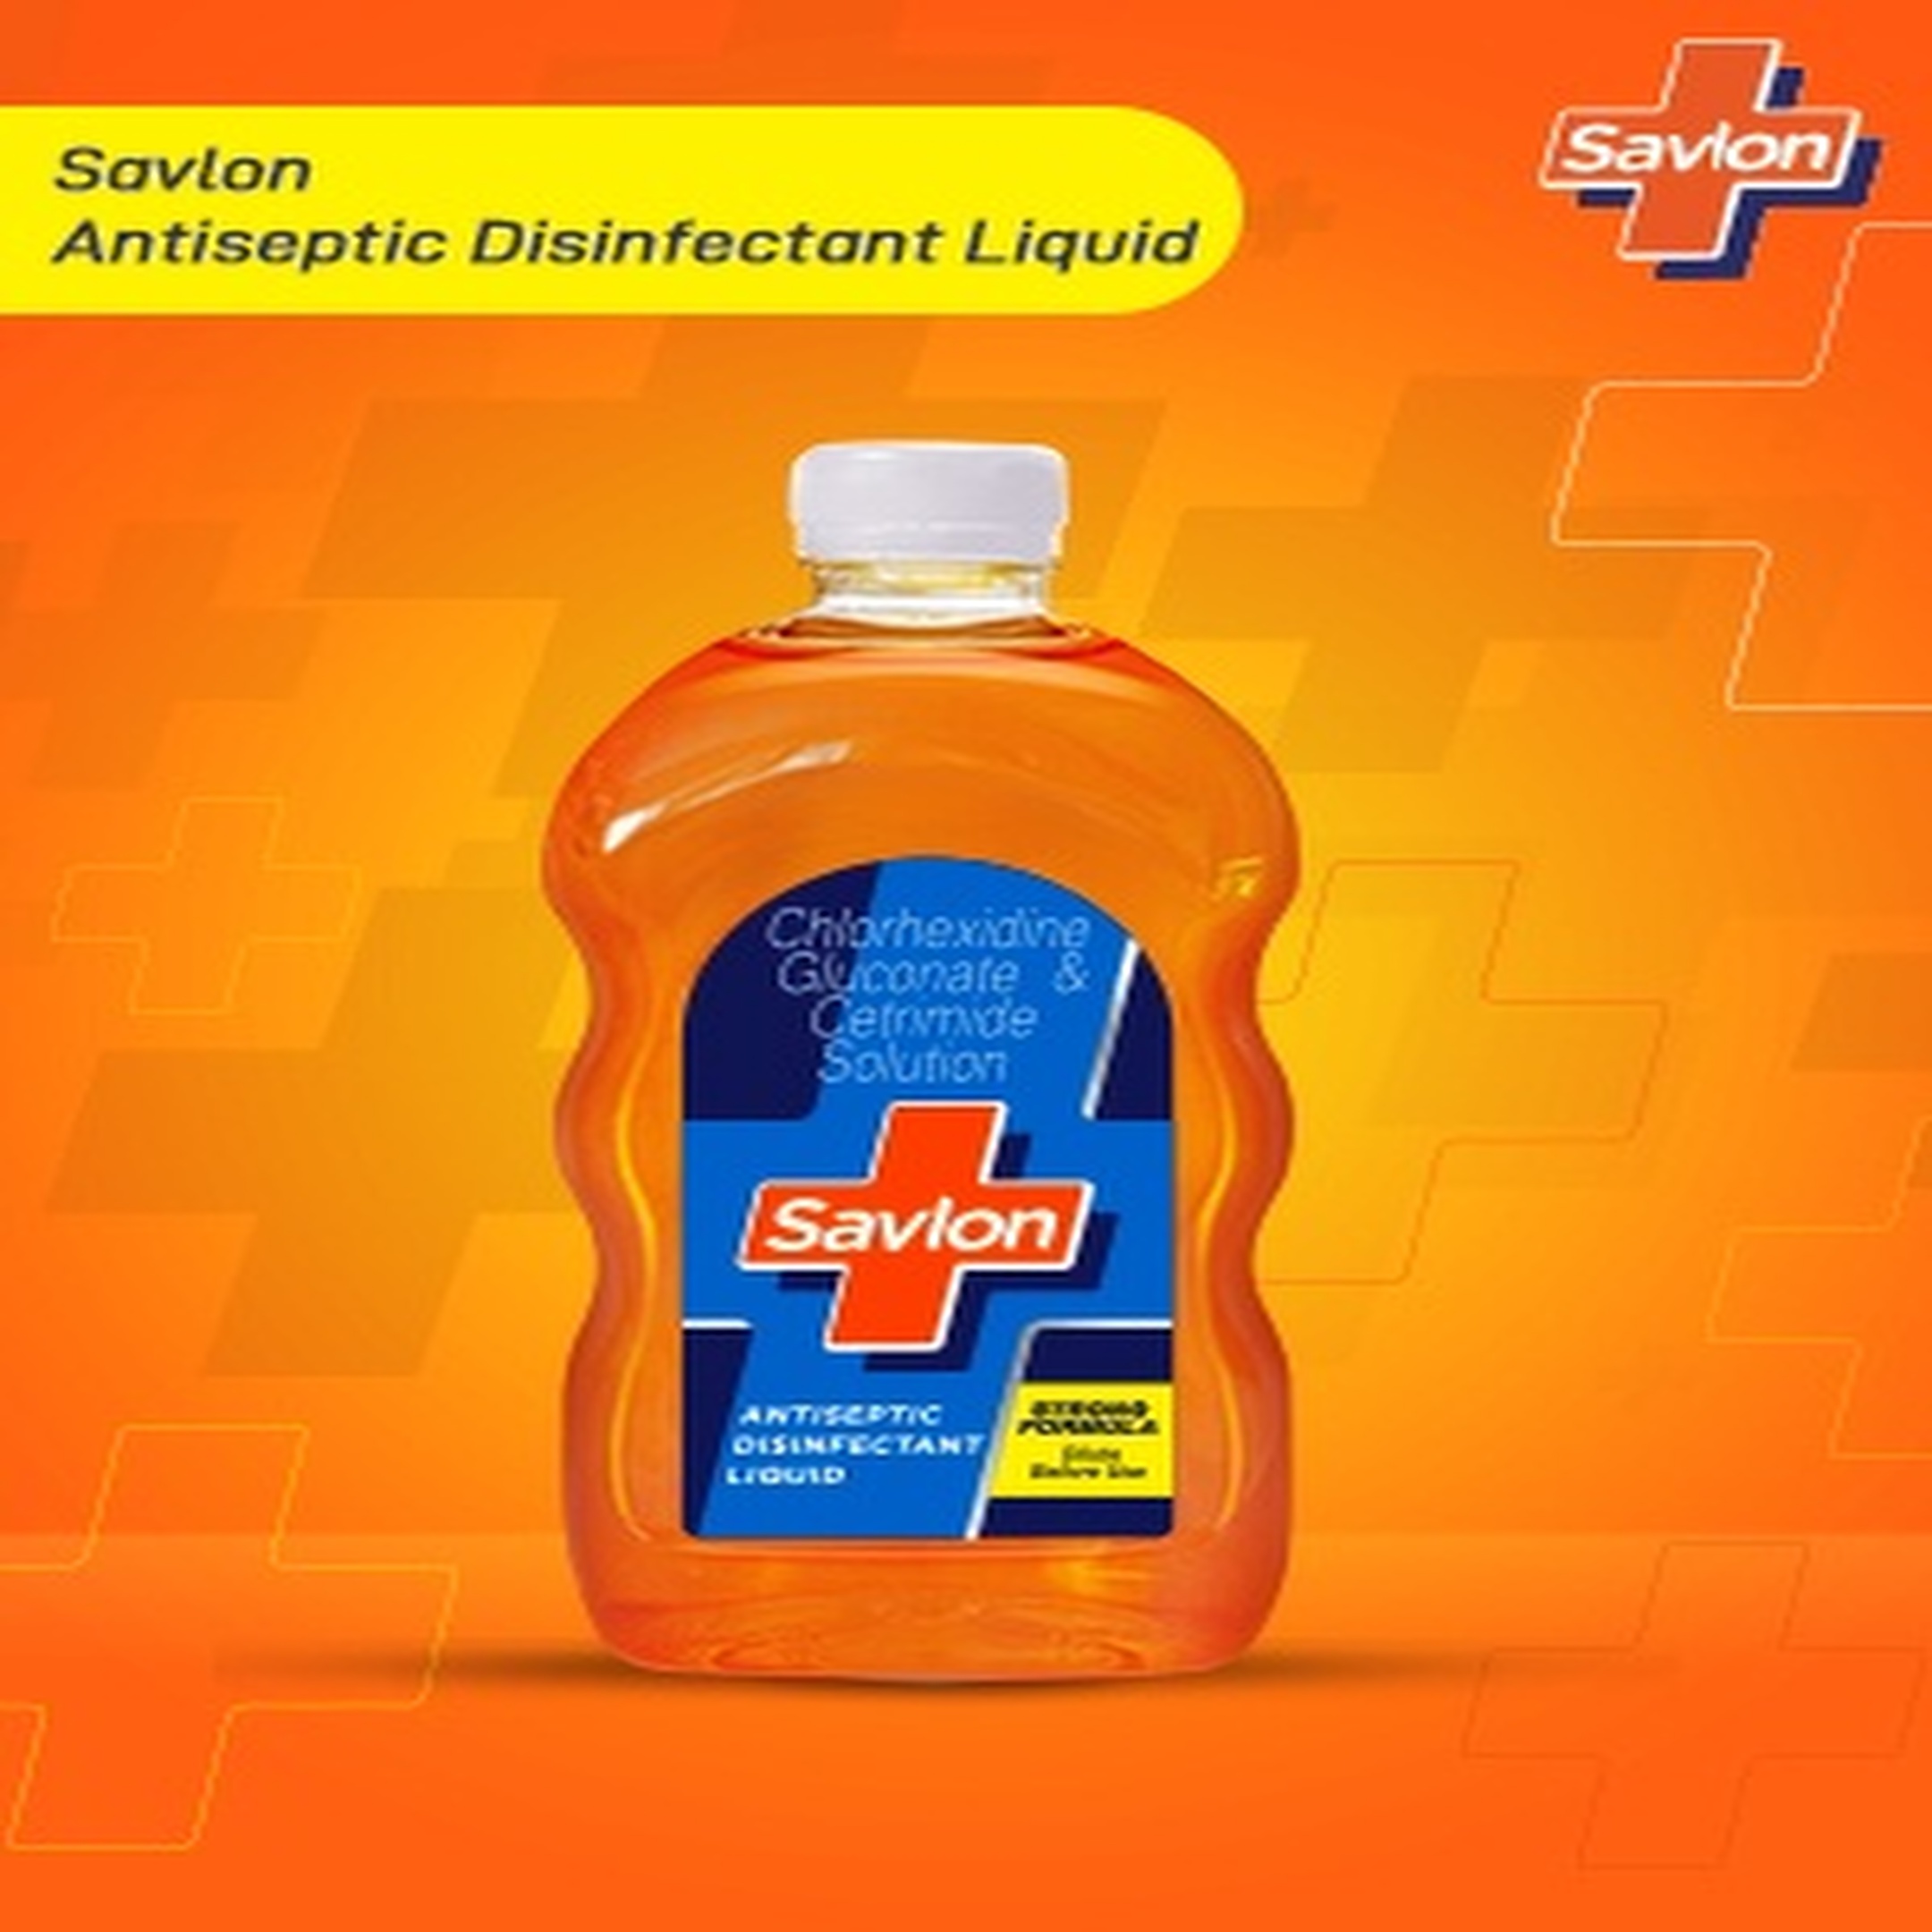 Savlon
Antiseptic Disinfectant Liquid
Savlon
Chlorhexidine
Gluconate &
Cetrimide
Solution
Savlon
ANTISEPTIC
DISINFECTANT
LIQUID
STRONG
FORMULA
Dilute
Before Use